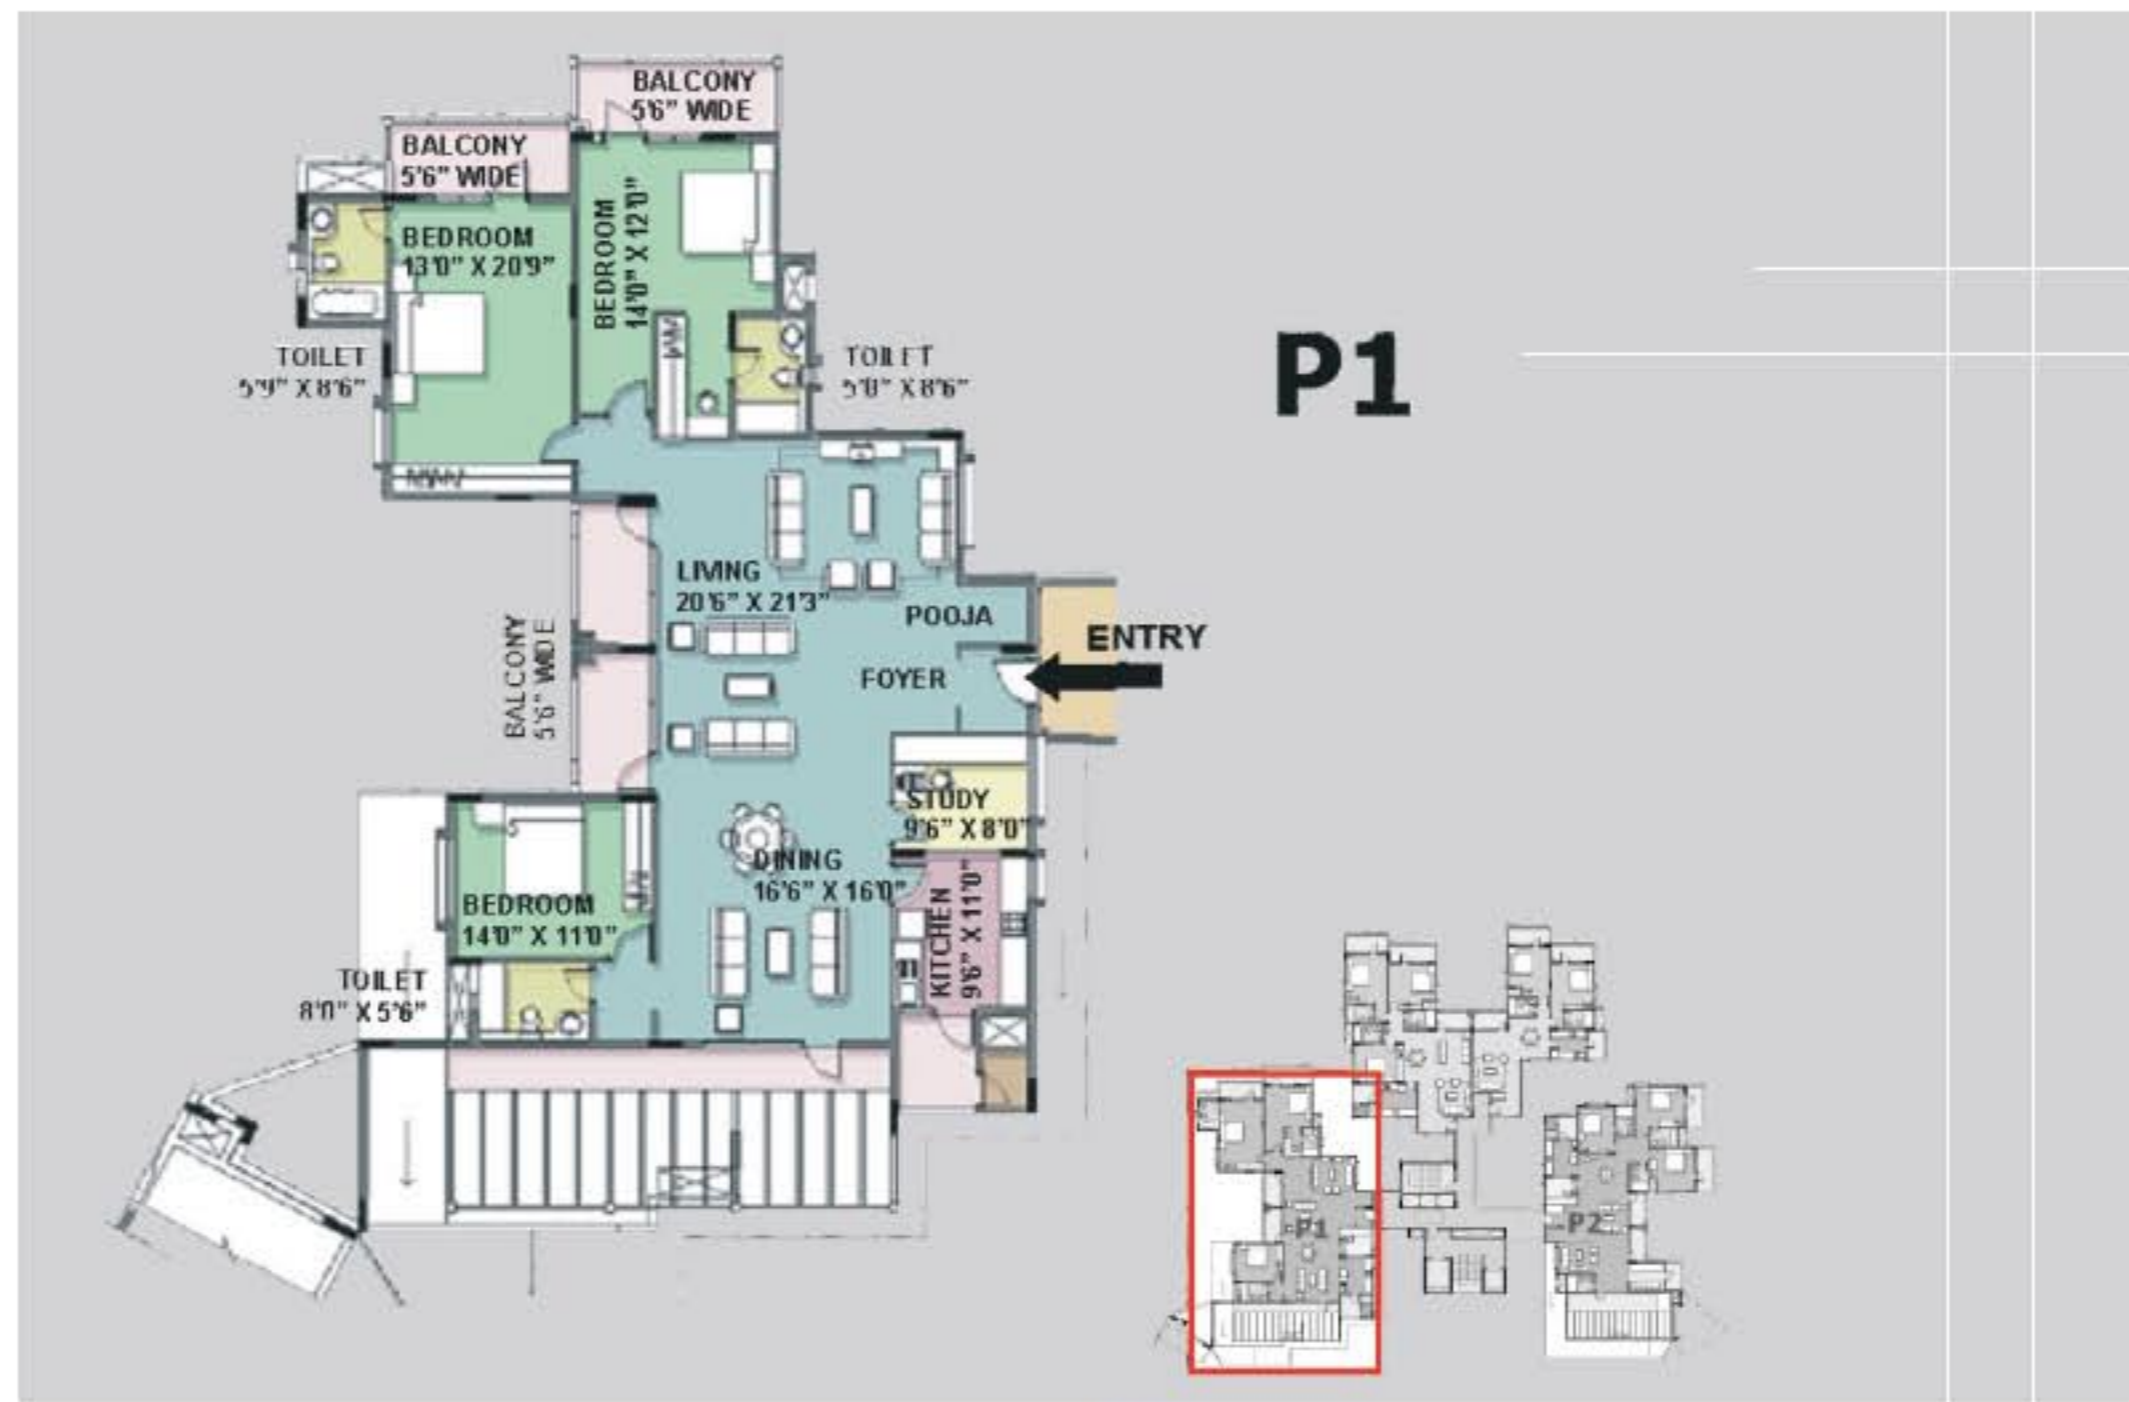 BALCONY
5'6" WIDE
BALCONY
5'6" WIDE
BEDROOM
13'0" X 20'9"
BEDROOM
14'0" X 12'0"
TOILET
5'9" X 8'6"
TOILET
5'0" X 8'6"
P1
LIVING
20'6" X 21'3"
POOJA
ENTRY
FOYER
BALCONY
5'6" WIDE
STUDY
9'6" X 8'0"
DINING
16'6" X 16'0"
KITCHEN
9'6" X 11'0"
BEDROOM
14'0" X 11'0"
TOILET
8'0" X 5'6"
P1
P2